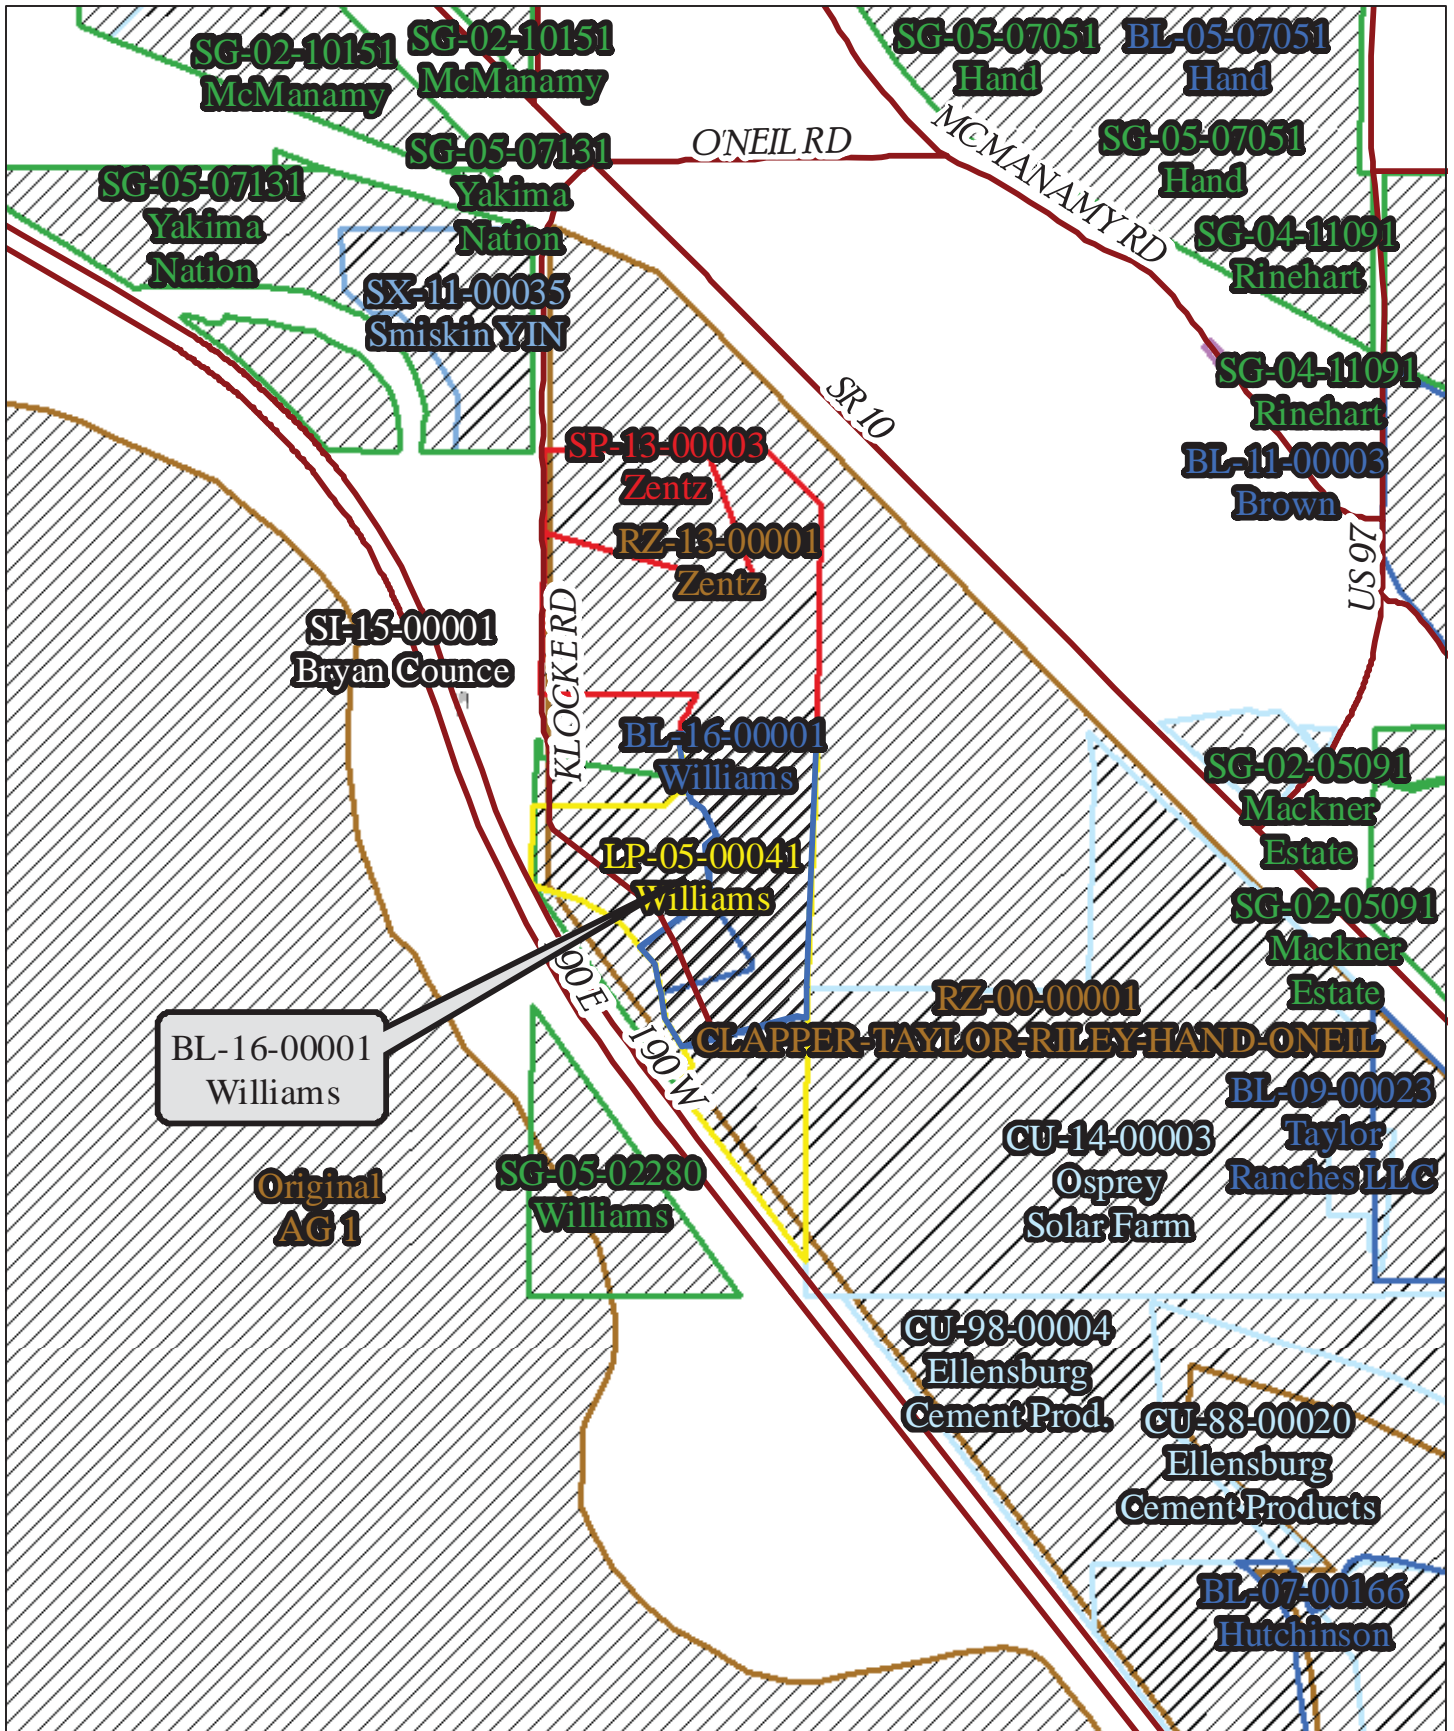 SG-02-10151
McManamy
SG-02-10151
McManamy
SG-05-07051
Hand
BL-05-07051
Hand
O'NEIL RD
MCMANAMY RD
SG-05-07051
Hand
SG-05-07131
Yakima
Nation
SG-05-07131
Yakima
Nation
SG-04-11091
Rinehart
SX-11-00035
Smiskin YIN
SG-04-11091
Rinehart
SR 10
SP-13-00003
Zentz
BL-11-00003
Brown
RZ-13-00001
Zentz
US 97
KLOCKE RD
SI-15-00001
Bryan Counce
BL-16-00001
Williams
SG-02-05091
Mackner
Estate
LP-05-00041
Williams
SG-02-05091
Mackner
Estate
I 90 E
RZ-00-00001
CLAPPER-TAYLOR-RILEY-HAND-ONEIL
BL-16-00001
Williams
I 90 W
BL-09-00023
Taylor
Ranches LLC
CU-14-00003
Osprey
Solar Farm
SG-05-02280
Williams
Original
AG 1
CU-98-00004
Ellensburg
Cement Prod.
CU-88-00020
Ellensburg
Cement Products
BL-07-00166
Hutchinson